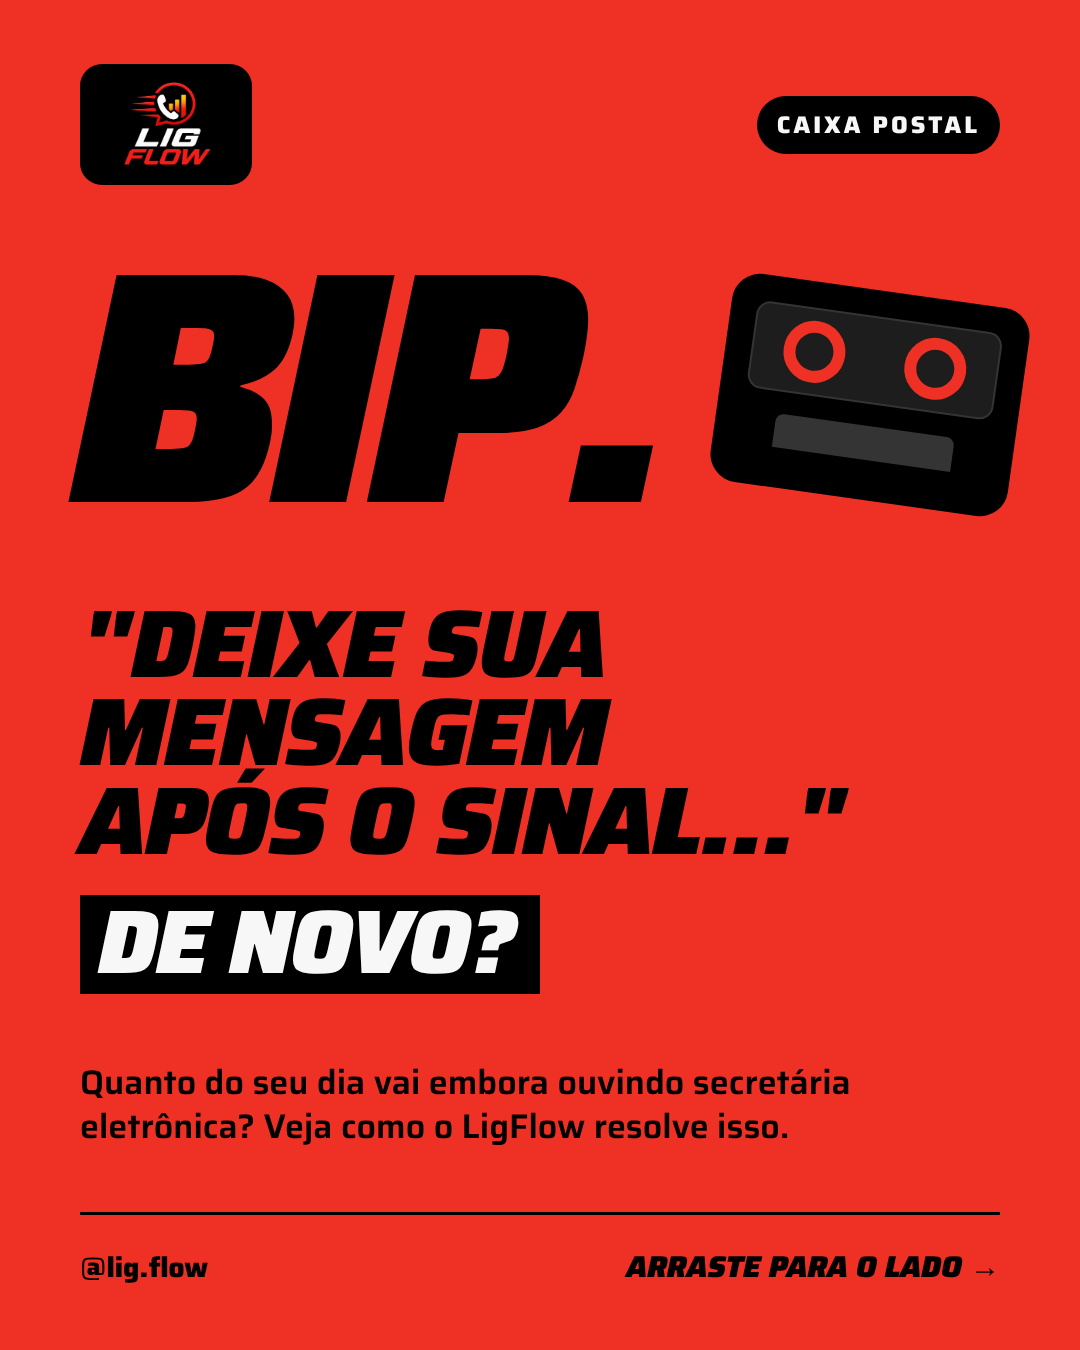 LIG
FLOW
CAIXA POSTAL
BIP.
"DEIXE SUA
MENSAGEM
APÓS O SINAL..."
DE NOVO?
Quanto do seu dia vai embora ouvindo secretária
eletrônica? Veja como o LigFlow resolve isso.
@lig.flow
ARRASTE PARA O LADO →